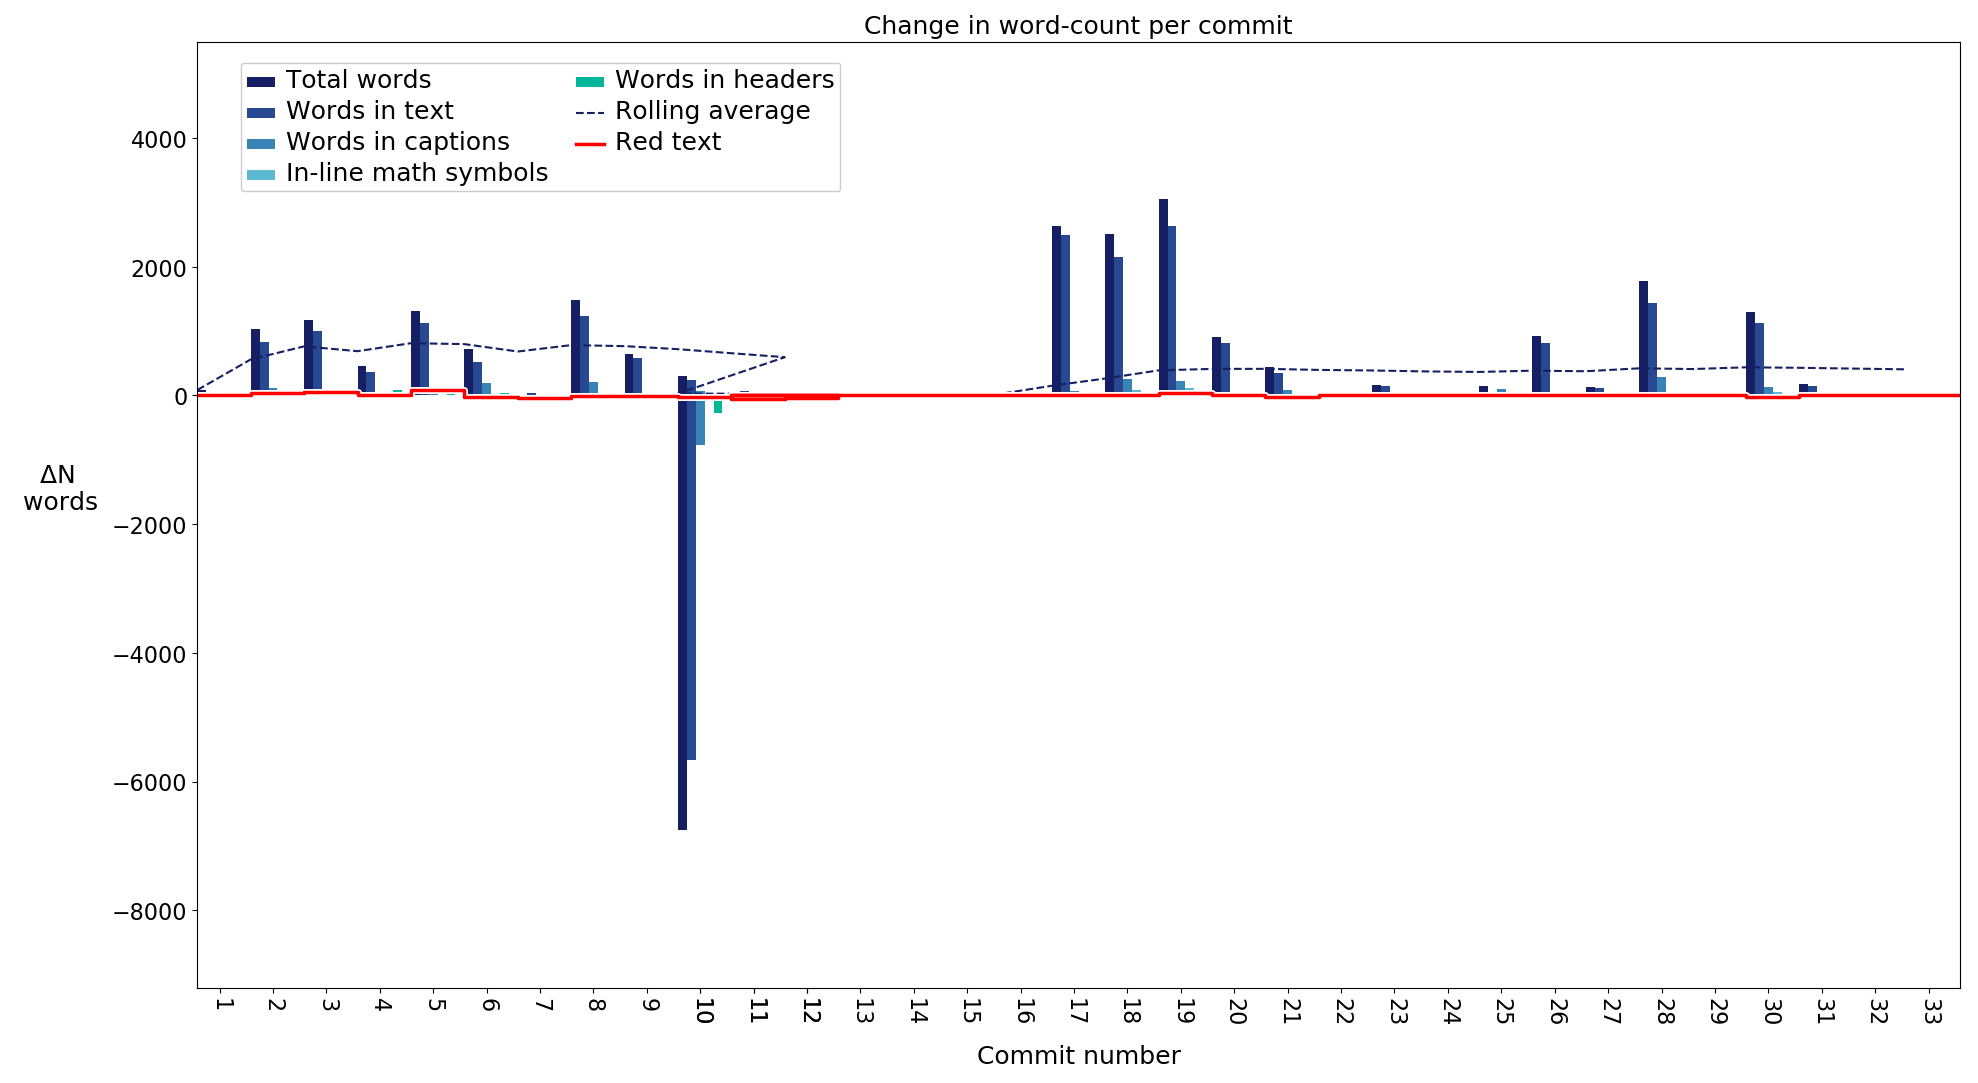 Change in word-count per commit
Total words
Words in text
Words in captions
In-line math symbols
Words in headers
Rolling average
Red text
4000
2000
0
−2000
−4000
−6000
−8000
ΔN
words
1 2 3 4 5 6 7 8 9 10 11 12 13 14 15 16 17 18 19 20 21 22 23 24 25 26 27 28 29 30 31 32 33
Commit number